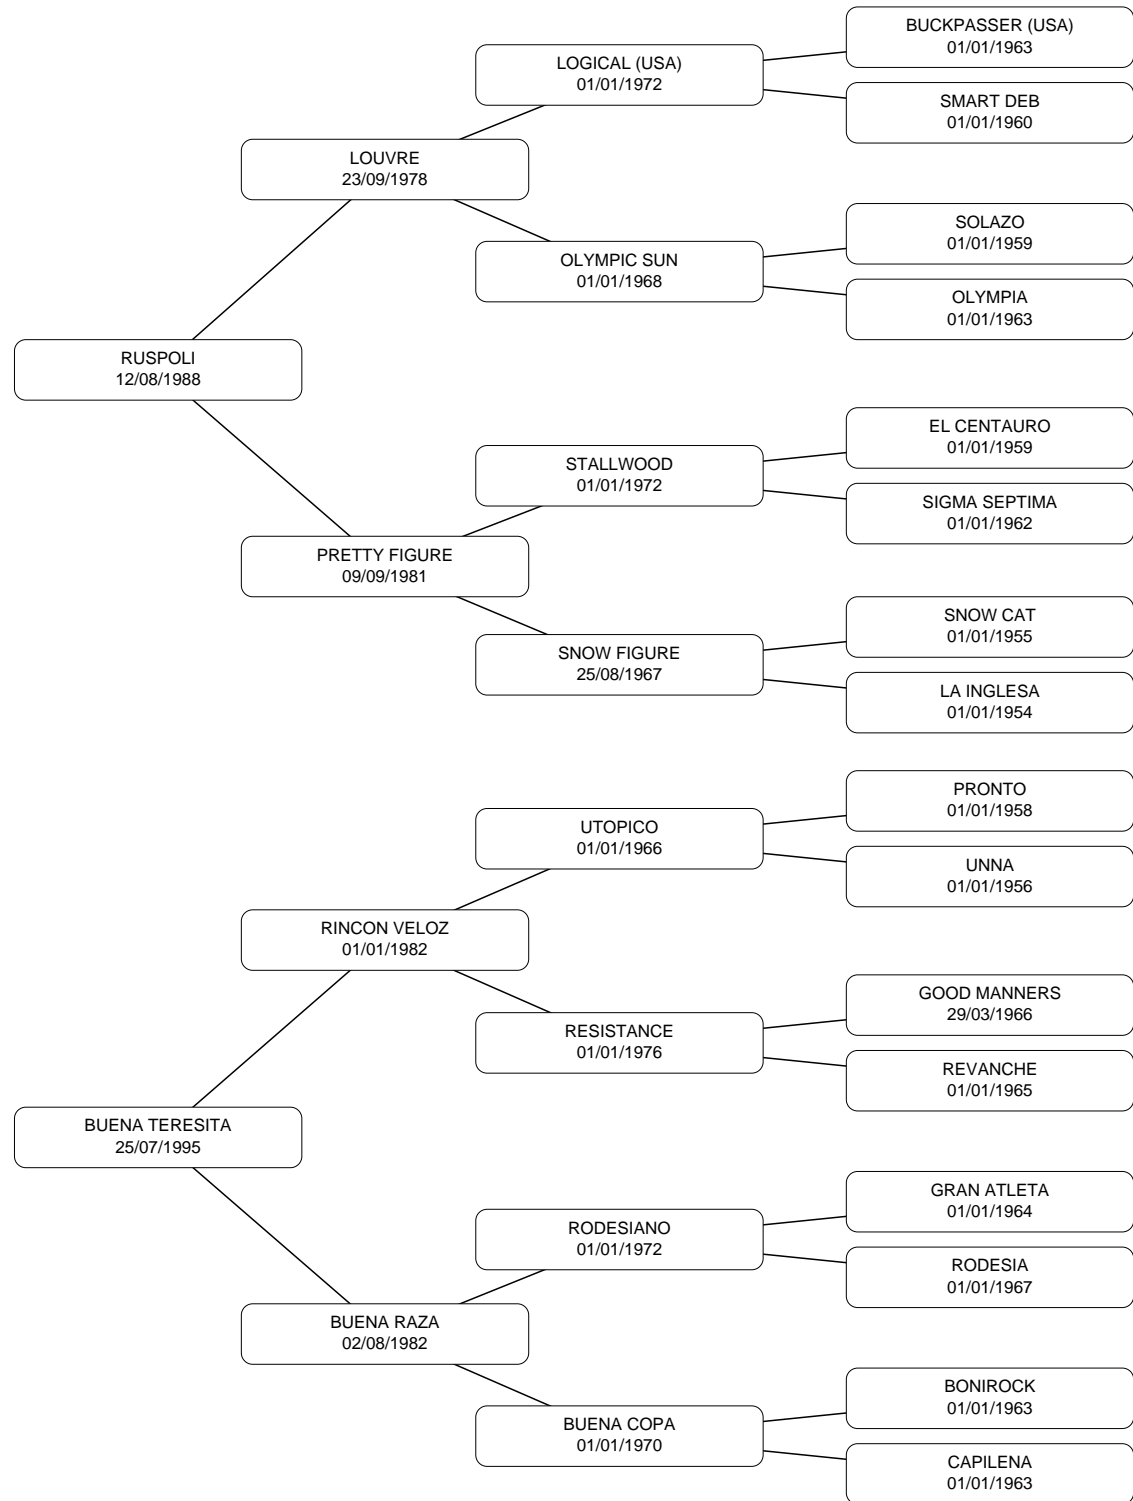 BUCKPASSER (USA)
01/01/1963
LOGICAL (USA)
01/01/1972
SMART DEB
01/01/1960
LOUVRE
23/09/1978
SOLAZO
01/01/1959
OLYMPIC SUN
01/01/1968
OLYMPIA
01/01/1963
RUSPOLI
12/08/1988
EL CENTAURO
01/01/1959
STALLWOOD
01/01/1972
SIGMA SEPTIMA
01/01/1962
PRETTY FIGURE
09/09/1981
SNOW CAT
01/01/1955
SNOW FIGURE
25/08/1967
LA INGLESA
01/01/1954
PRONTO
01/01/1958
UTOPICO
01/01/1966
UNNA
01/01/1956
RINCON VELOZ
01/01/1982
GOOD MANNERS
29/03/1966
RESISTANCE
01/01/1976
REVANCHE
01/01/1965
BUENA TERESITA
25/07/1995
GRAN ATLETA
01/01/1964
RODESIANO
01/01/1972
RODESIA
01/01/1967
BUENA RAZA
02/08/1982
BONIROCK
01/01/1963
BUENA COPA
01/01/1970
CAPILENA
01/01/1963